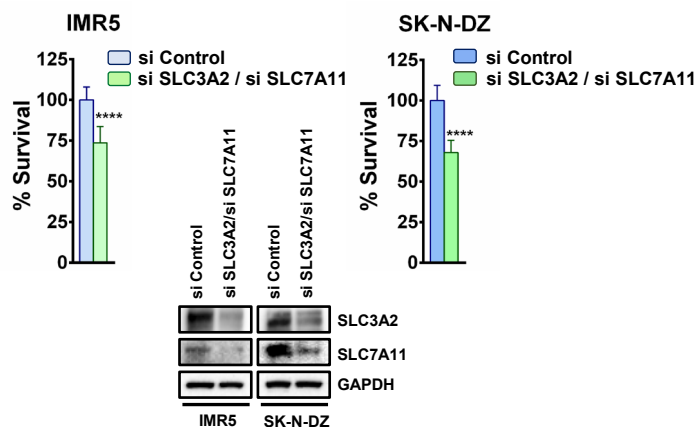 IMR5
% Survival
125
100
75
50
25
0
****
si Control
si SLC3A2 / si SLC7A11
SK-N-DZ
% Survival
125
100
75
50
25
0
****
si Control
si SLC3A2 / si SLC7A11
si Control
si SLC3A2/si SLC7A11
si Control
si SLC3A2/si SLC7A11
SLC3A2
SLC7A11
GAPDH
IMR5
SK-N-DZ